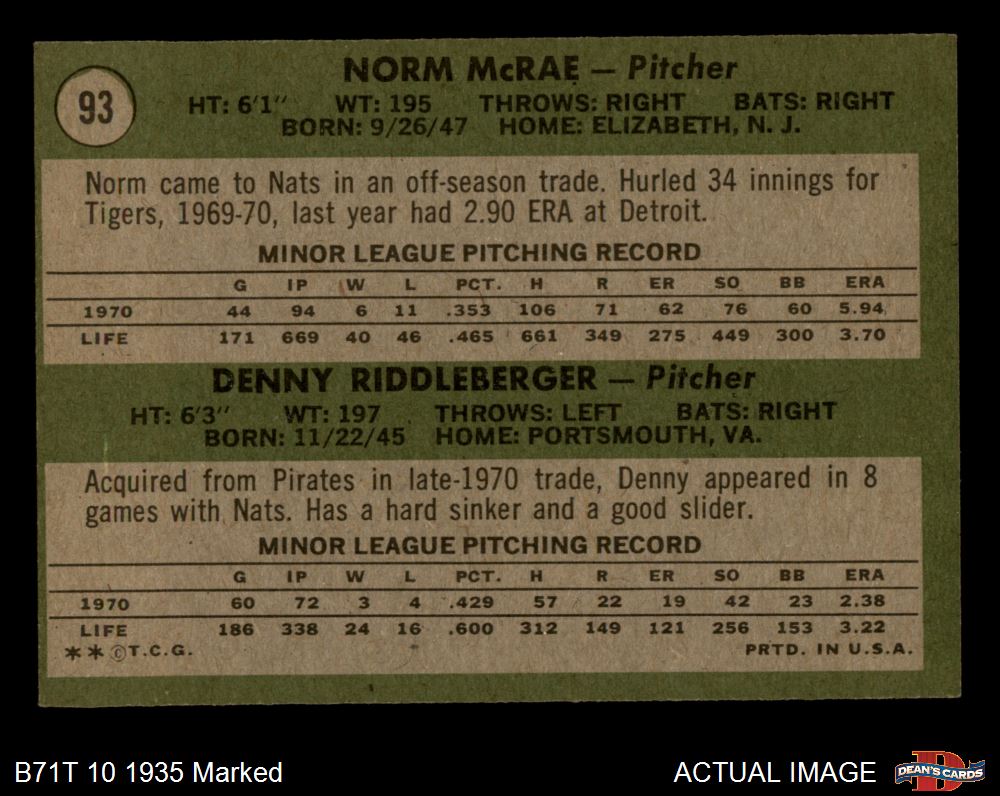 93
NORM McRAE — Pitcher
HT: 6'1" WT: 195 THROWS: RIGHT BATS: RIGHT
BORN: 9/26/47 HOME: ELIZABETH, N. J.
Norm came to Nats in an off-season trade. Hurled 34 innings for
Tigers, 1969-70, last year had 2.90 ERA at Detroit.
MINOR LEAGUE PITCHING RECORD
G IP W L PCT. H R ER SO BB ERA
1970 44 94 6 11 .353 106 71 62 76 60 5.94
LIFE 171 669 40 46 .465 661 349 275 449 300 3.70
DENNY RIDDLEBERGER — Pitcher
HT: 6'3" WT: 197 THROWS: LEFT BATS: RIGHT
BORN: 11/22/45 HOME: PORTSMOUTH, VA.
Acquired from Pirates in late-1970 trade, Denny appeared in 8
games with Nats. Has a hard sinker and a good slider.
MINOR LEAGUE PITCHING RECORD
G IP W L PCT. H R ER SO BB ERA
1970 60 72 3 4 .429 57 22 19 42 23 2.38
LIFE 186 338 24 16 .600 312 149 121 256 153 3.22
** ©T.C.G. PRTD. IN U.S.A.
B71T 10 1935 Marked ACTUAL IMAGE D DEAN'S CARDS